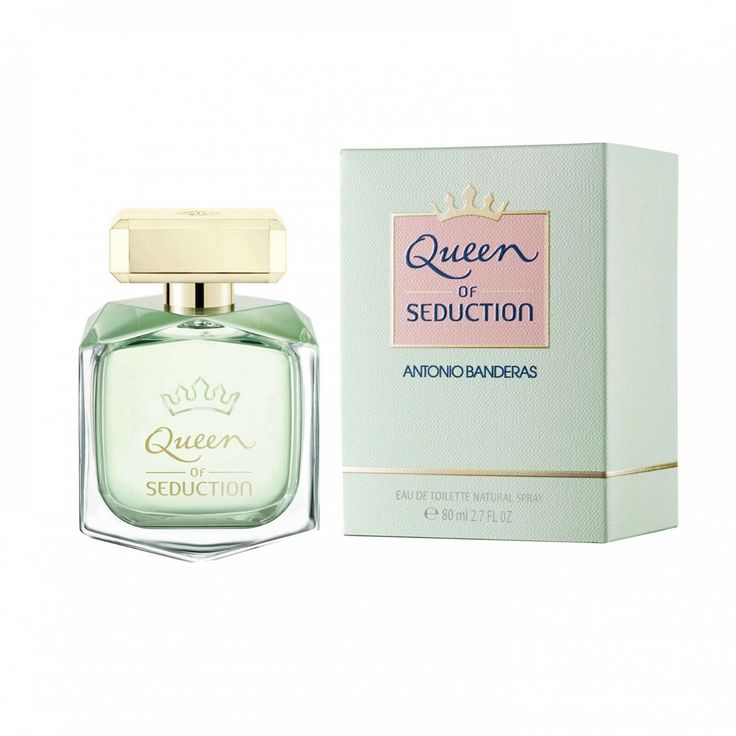 Queen
OF
SEDUCTION
Queen
OF
SEDUCTION
ANTONIO BANDERAS
EAU DE TOILETTE NATURAL SPRAY
℮ 80 ml 2.7 FL OZ